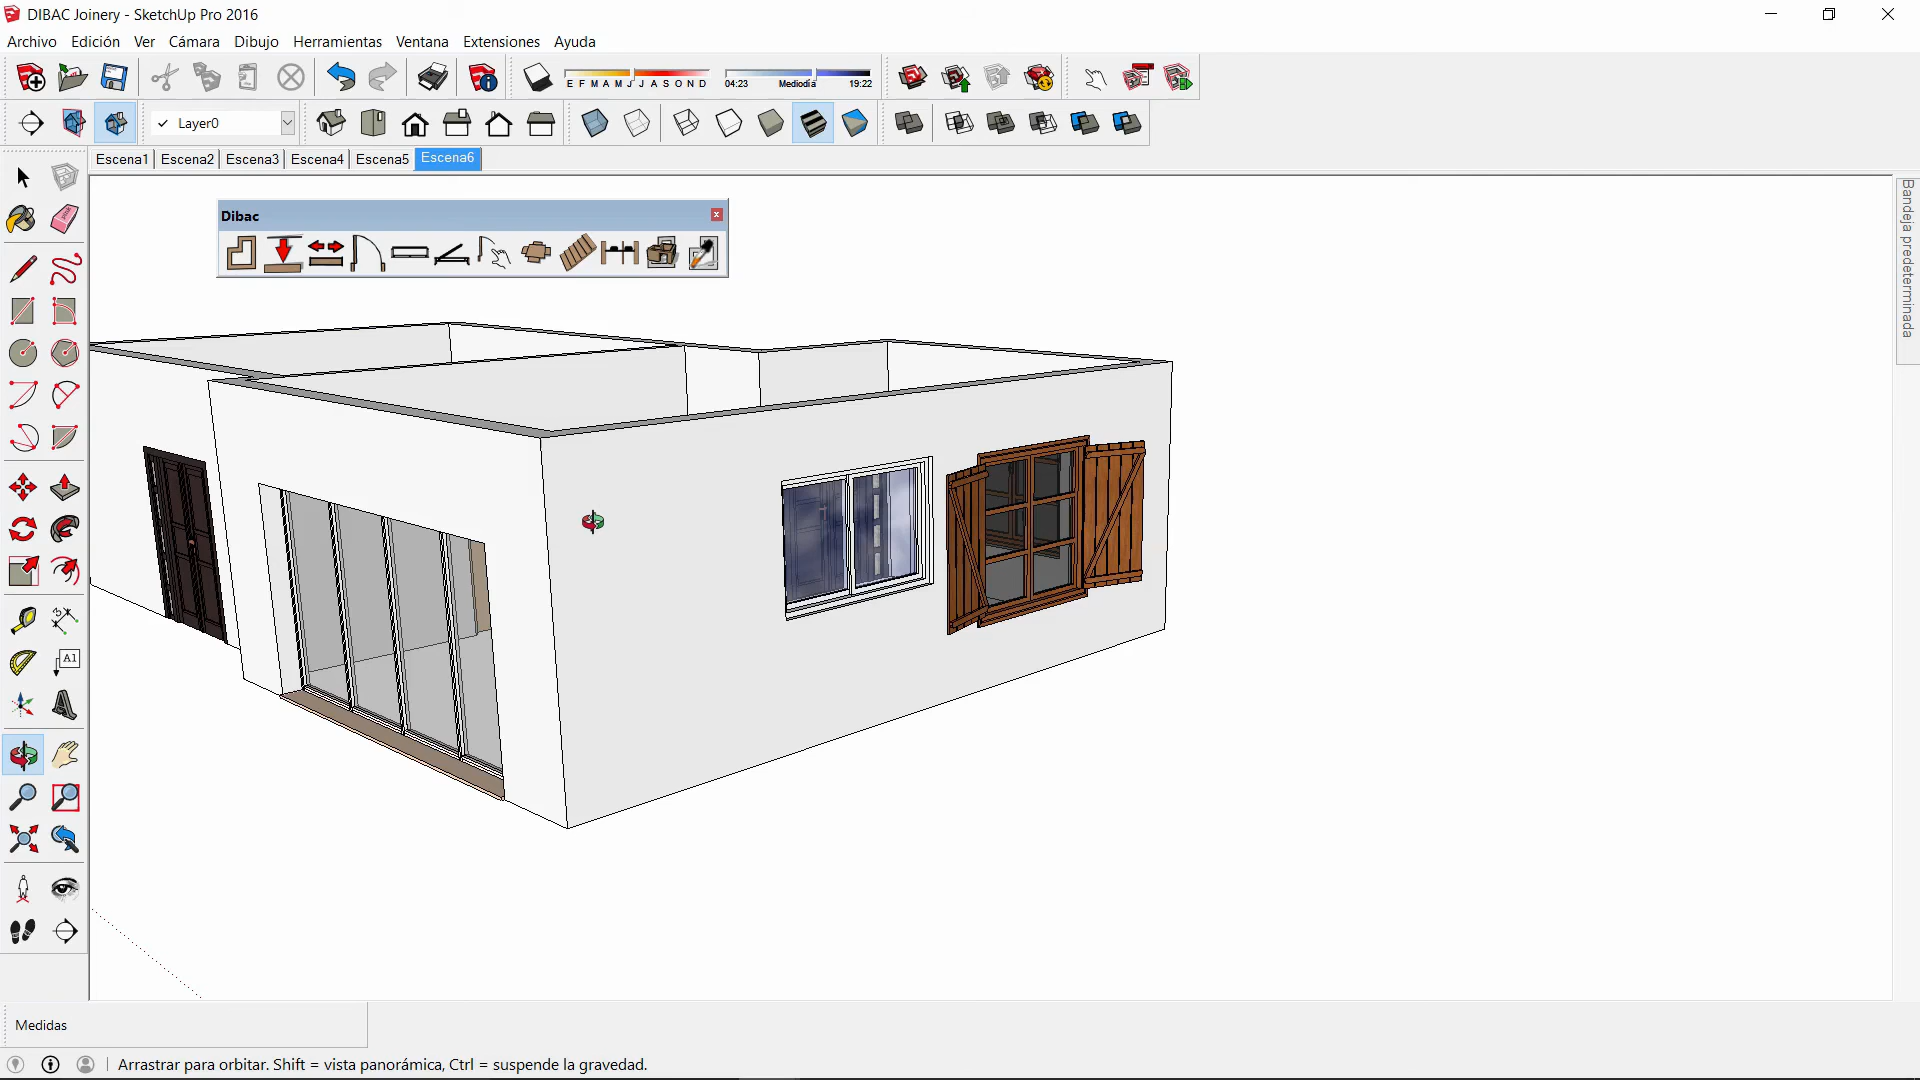 DIBAC Joinery - SketchUp Pro 2016
Archivo Edición Ver Cámara Dibujo Herramientas Ventana Extensiones Ayuda
E F M A M J J A S O N D 04:23 Mediodía 19:22
Layer0
Escena1 Escena2 Escena3 Escena4 Escena5 Escena6
Bandeja predeterminada
Dibac
A1
Medidas
Arrastrar para orbitar. Shift = vista panorámica, Ctrl = suspende la gravedad.